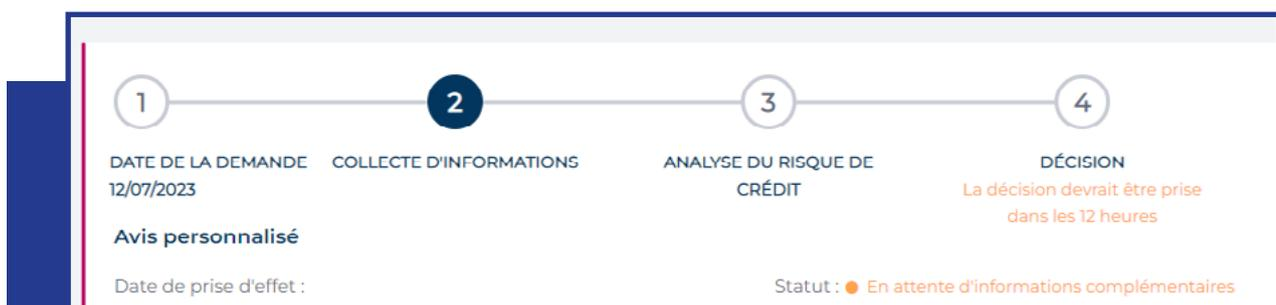 1 2 3 4
DATE DE LA DEMANDE COLLECTE D'INFORMATIONS ANALYSE DU RISQUE DE DÉCISION
12/07/2023 CRÉDIT La décision devrait être prise
dans les 12 heures
Avis personnalisé
Date de prise d'effet : Statut : En attente d'informations complémentaires